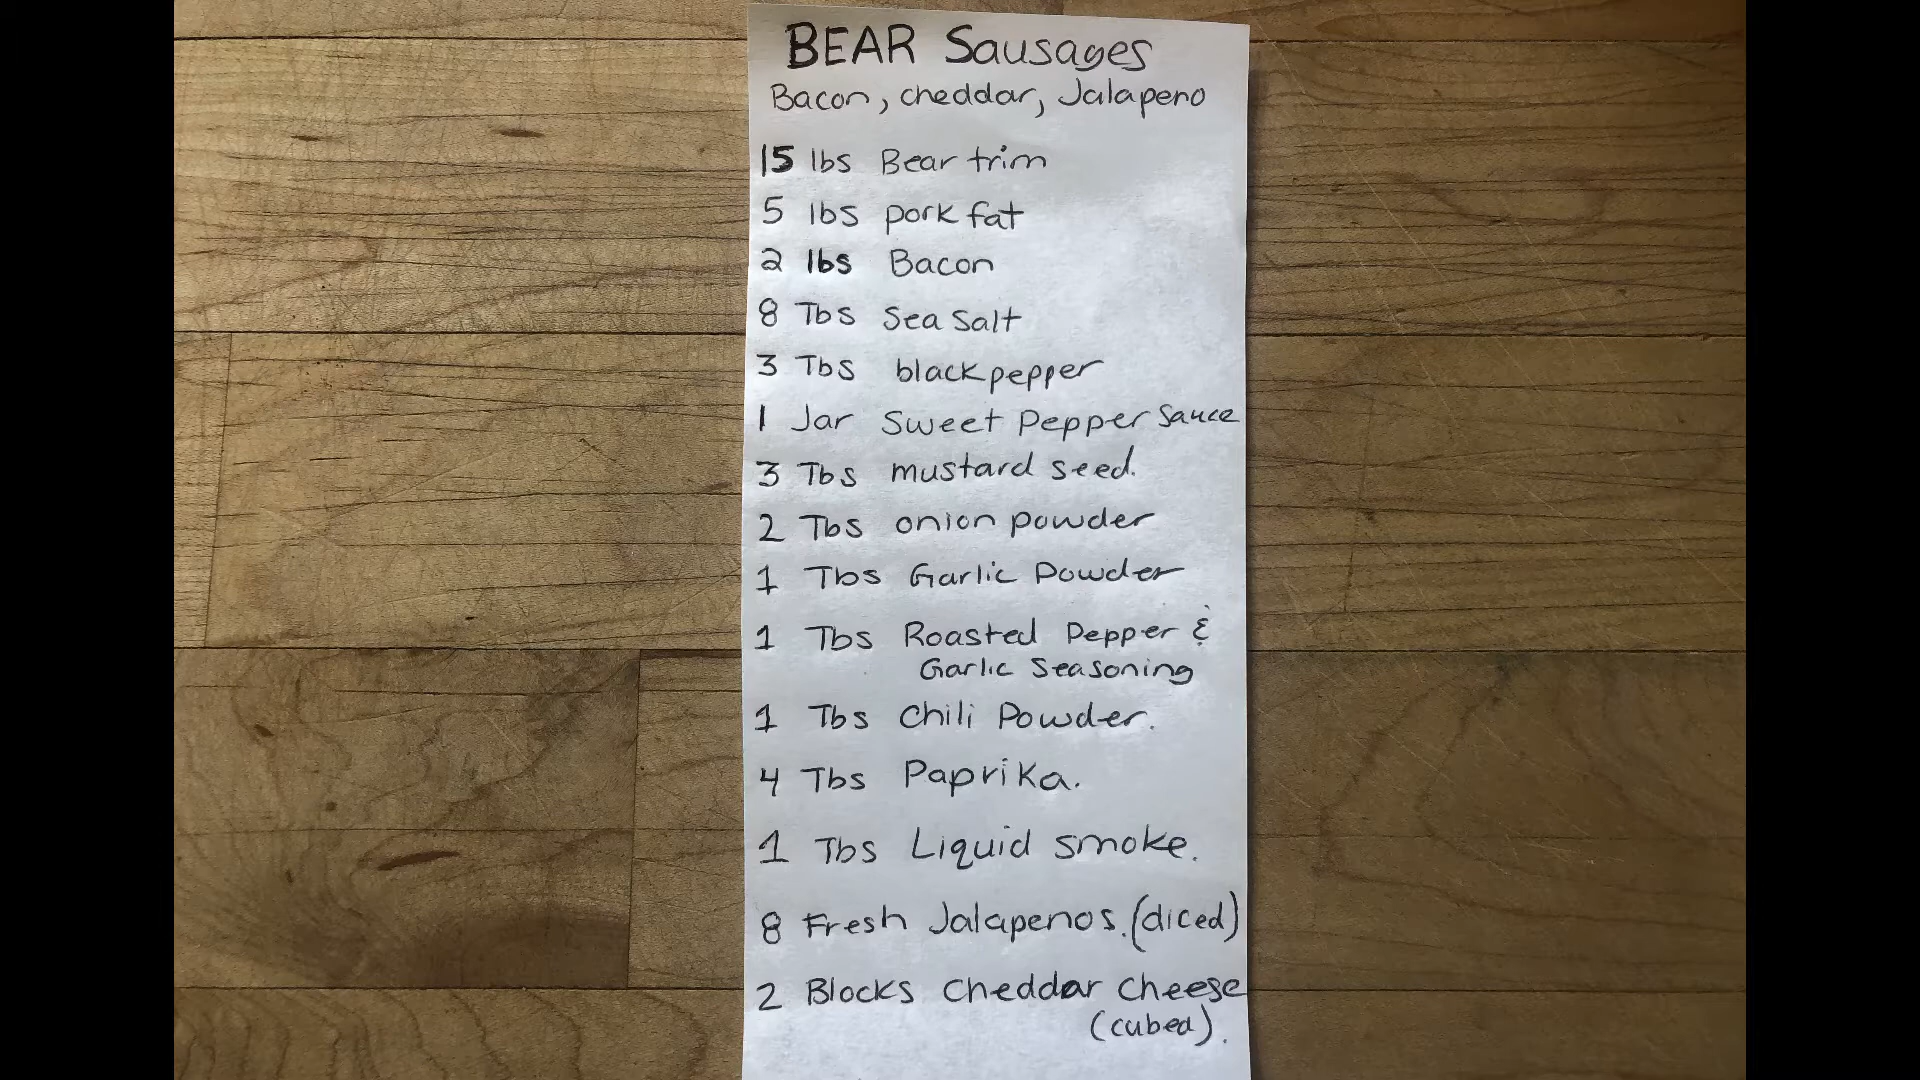 BEAR Sausages
Bacon, cheddar, Jalapeno
15 lbs Bear trim
5 lbs pork fat
2 lbs Bacon
8 Tbs Sea Salt
3 Tbs black pepper
1 Jar Sweet Pepper Sauce
3 Tbs mustard seed.
2 Tbs onion powder
1 Tbs Garlic Powder
1 Tbs Roasted Pepper &
Garlic Seasoning
1 Tbs Chili Powder.
4 Tbs Paprika.
1 Tbs Liquid smoke.
8 Fresh Jalapenos. (diced)
2 Blocks Cheddar Cheese
(cubed).